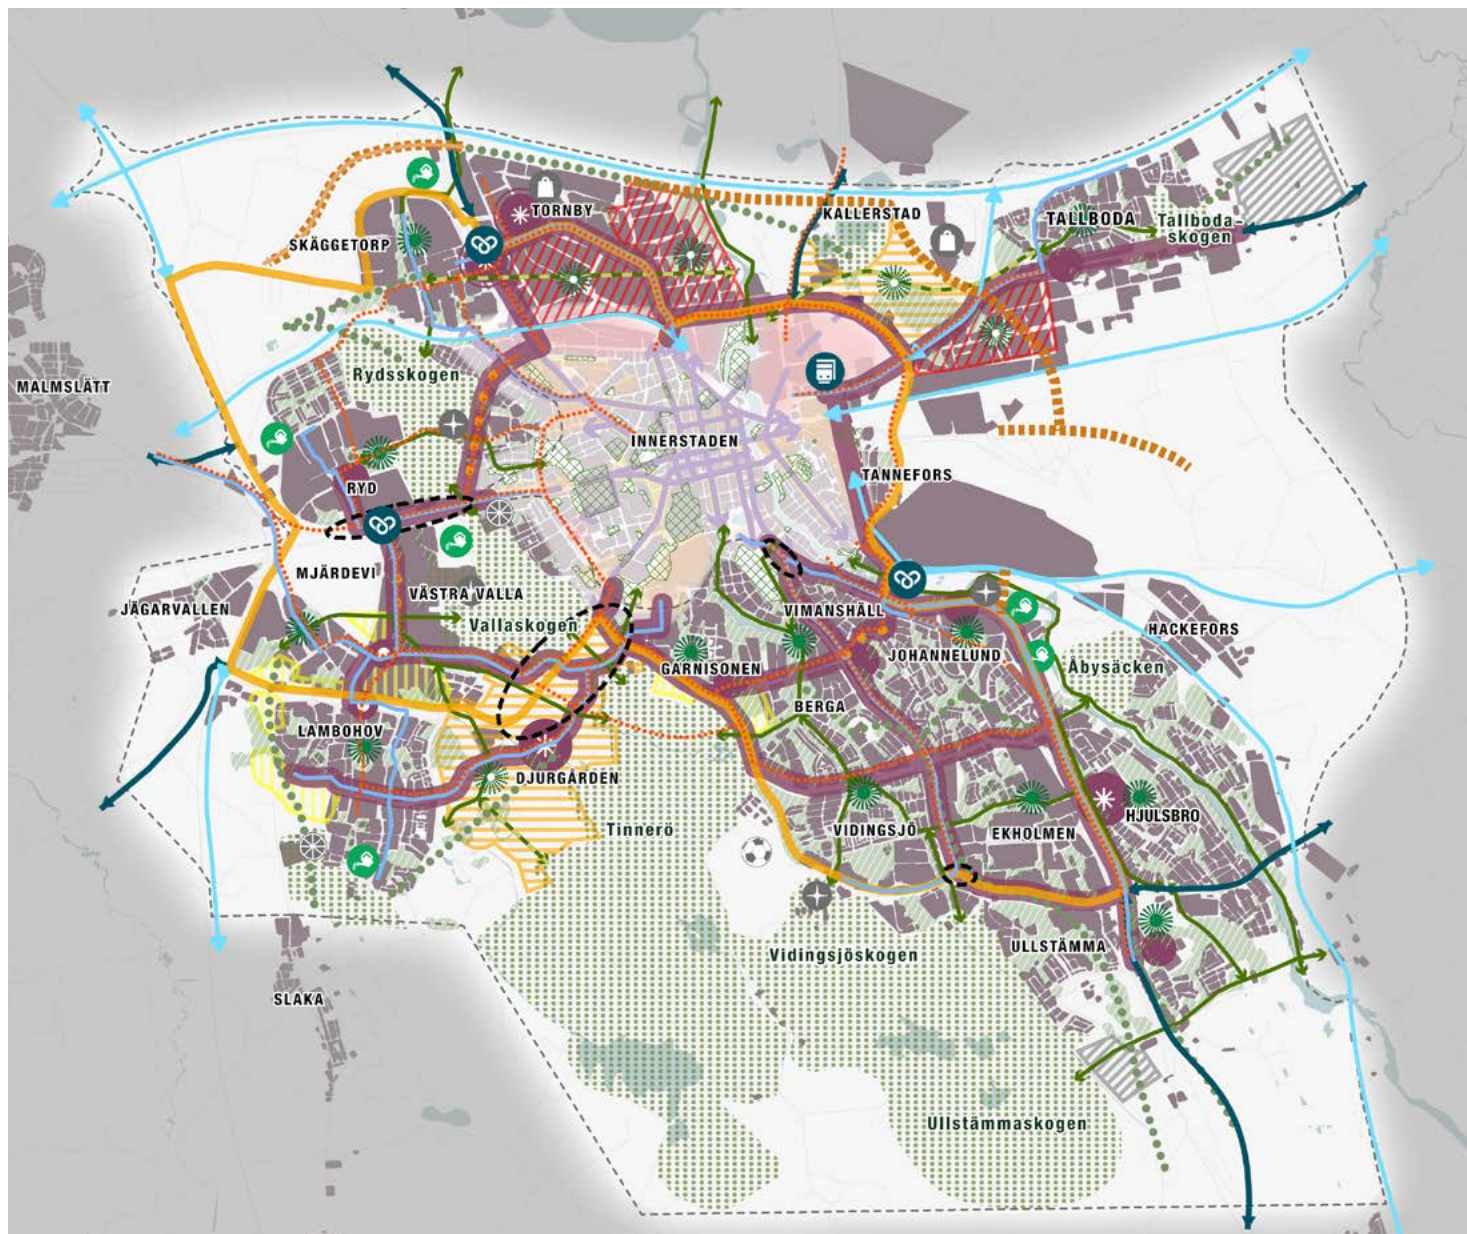 TORNBY
KALLERSTAD
TALLBODA
Tallboda-
skogen
SKÄGGETORP
MALMSLÄTT
Rydsskogen
INNERSTADEN
TANNEFORS
RYD
MJÄRDEVI
VÄSTRA VALLA
JÄGARVALLEN
Vallaskogen
VIMANSHÄLL
HACKEFORS
GARNISONEN
JOHANNELUND
Åbysäcken
BERGA
LAMBOHOV
DJURGÅRDEN
Tinnerö
VIDINGSJÖ
EKHOLMEN
HJULSBRO
Vidingsjöskogen
ULLSTÄMMA
SLAKA
Ullstämmaskogen